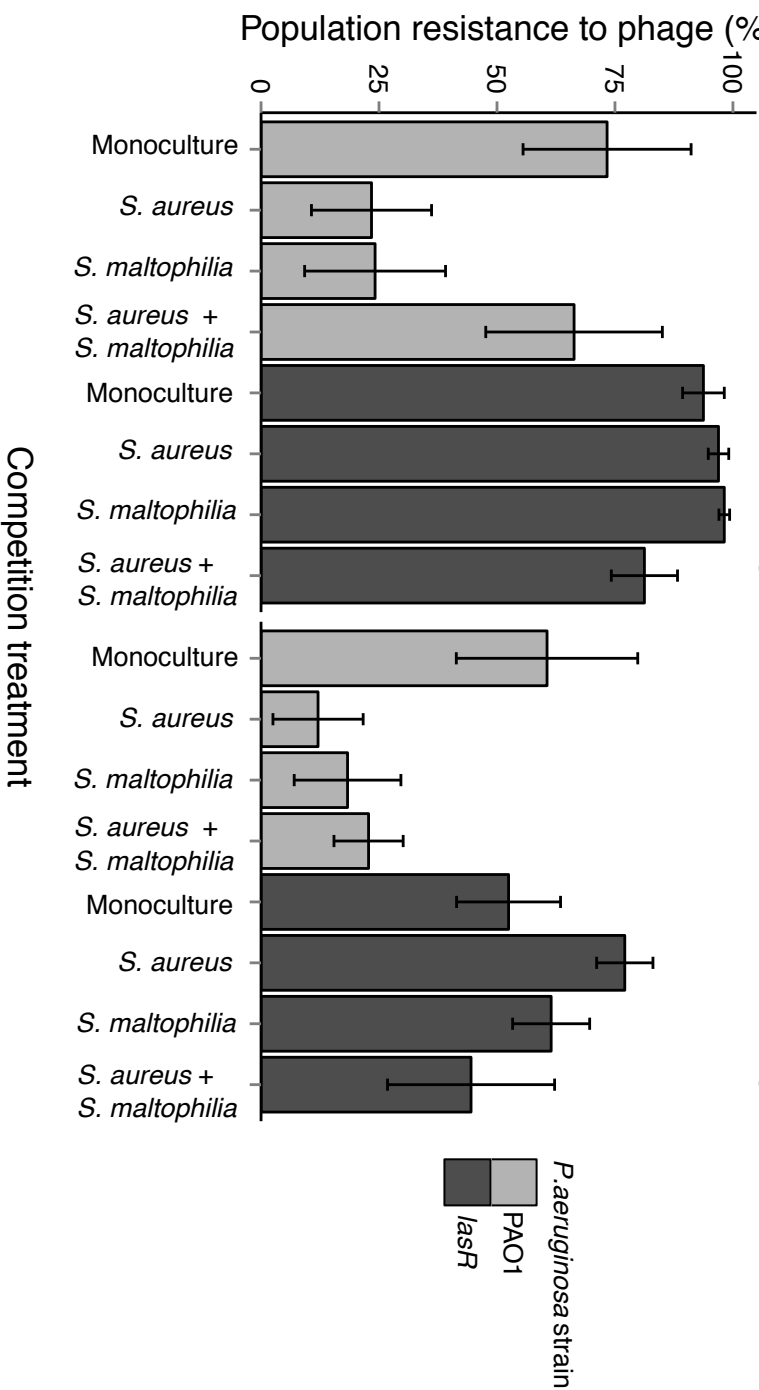 Population resistance to phage (%
0
25
50
75
100
Monoculture
S. aureus
S. maltophilia
S. aureus +
S. maltophilia
Monoculture
S. aureus
S. maltophilia
S. aureus +
S. maltophilia
Monoculture
S. aureus
S. maltophilia
S. aureus +
S. maltophilia
Monoculture
S. aureus
S. maltophilia
S. aureus +
S. maltophilia
Competition treatment
P.aeruginosa strain
PAO1
lasR